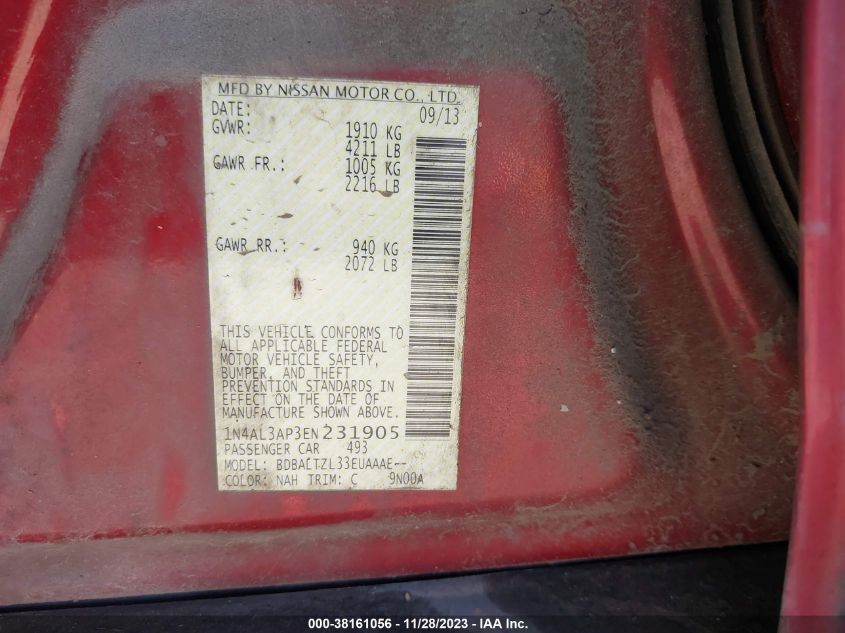 MFD BY NISSAN MOTOR CO., LTD.
DATE: 09/13
GVWR: 1910 KG
4211 LB
GAWR FR.: 1005 KG
2216 LB
GAWR RR.: 940 KG
2072 LB
THIS VEHICLE CONFORMS TO
ALL APPLICABLE FEDERAL
MOTOR VEHICLE SAFETY,
BUMPER, AND THEFT
PREVENTION STANDARDS IN
EFFECT ON THE DATE OF
MANUFACTURE SHOWN ABOVE.
1N4AL3AP3EN231905
PASSENGER CAR 493
MODEL: BDBALTZL33EUAAAE--
COLOR: NAH TRIM: C 9N00A
000-38161056 - 11/28/2023 - © IAA Inc.